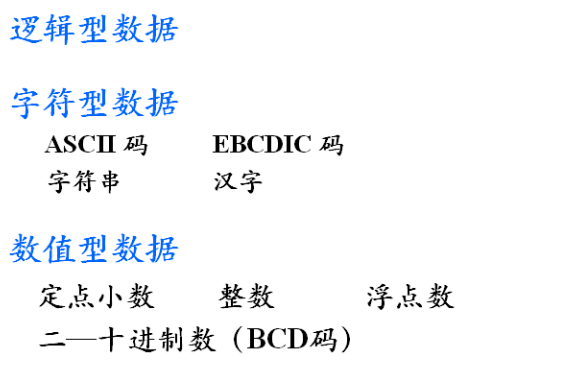 逻辑型数据
字符型数据
ASCII 码 EBCDIC 码
字符串 汉字
数值型数据
定点小数 整数 浮点数
二—十进制数（BCD码）